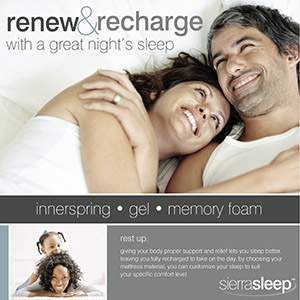 renew&recharge
with a great night's sleep
innerspring • gel • memory foam
rest up.
giving your body proper support and relief lets you sleep better,
leaving you fully recharged to take on the day. by choosing your
mattress material, you can customize your sleep to suit
your specific comfort level.
sierrasleep™